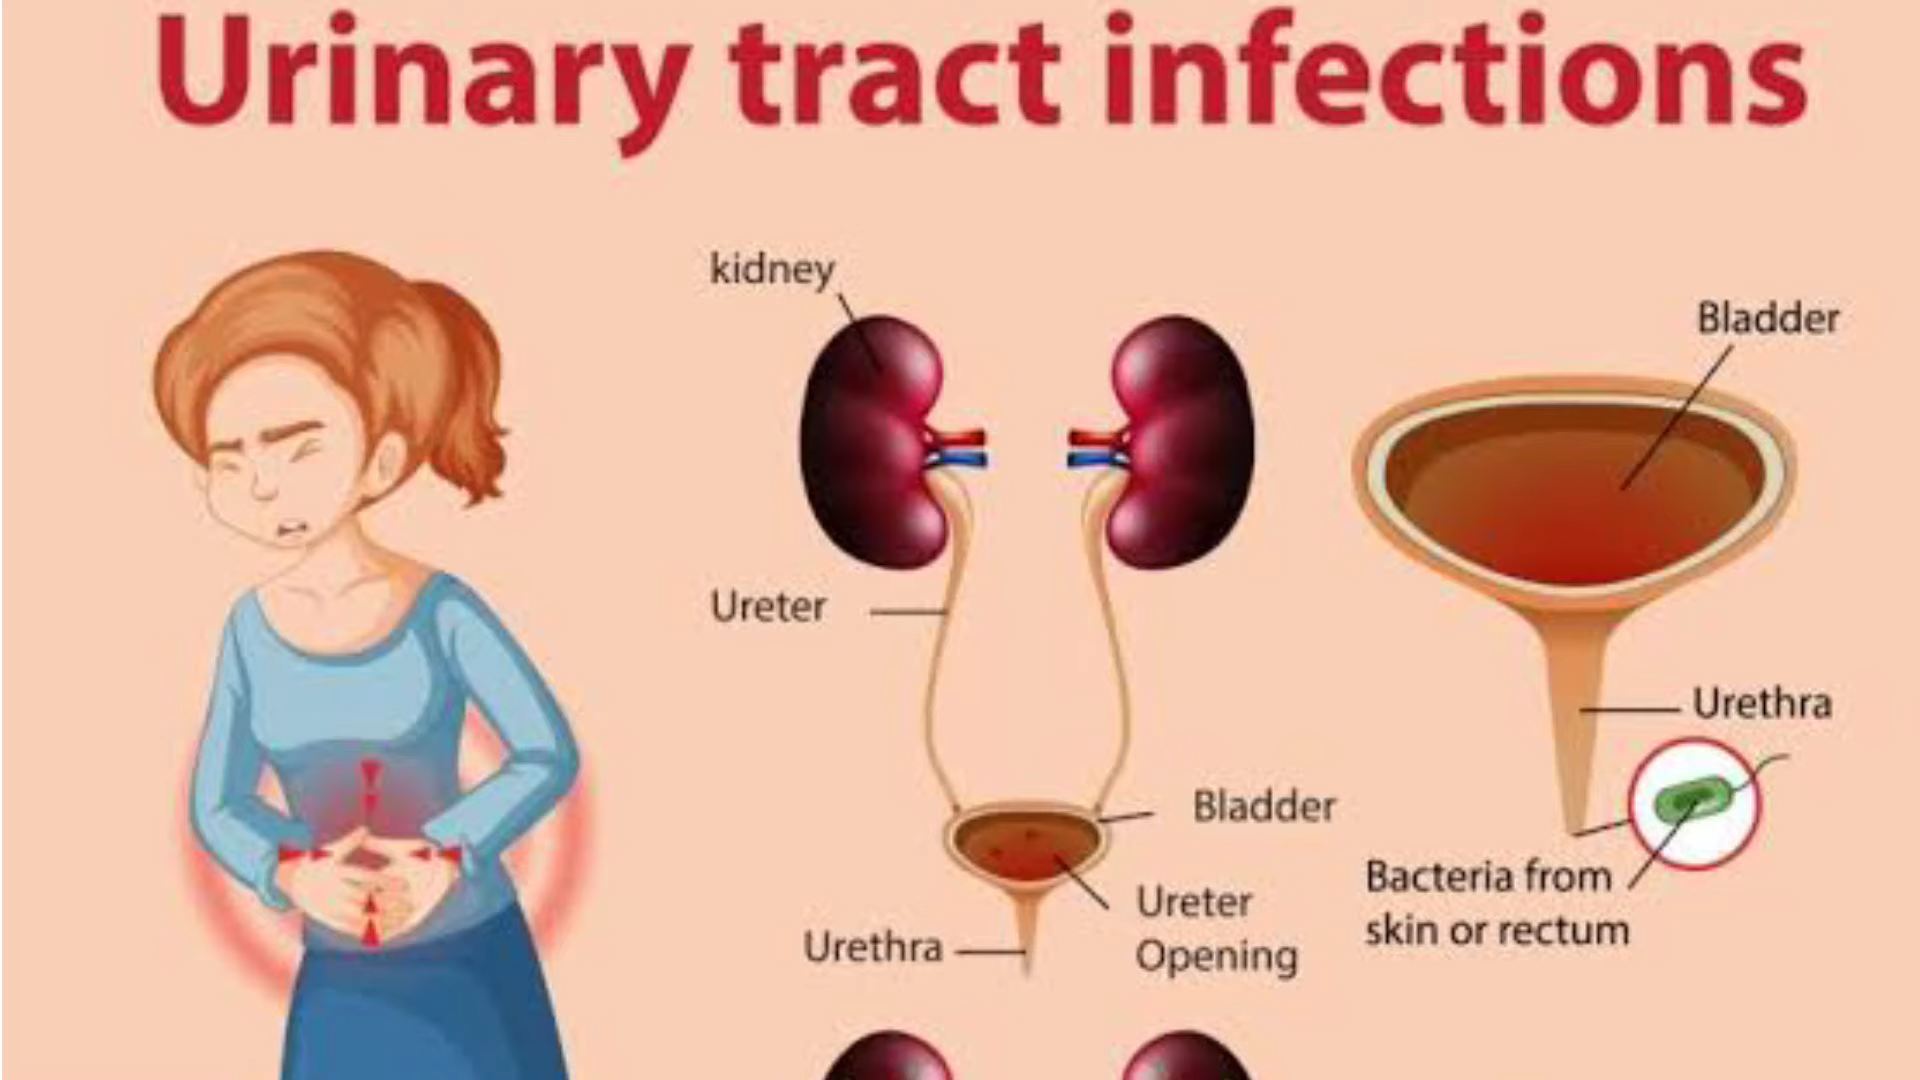 Urinary tract infections
kidney
Ureter
Bladder
Ureter
Opening
Urethra
Bladder
Urethra
Bacteria from
skin or rectum